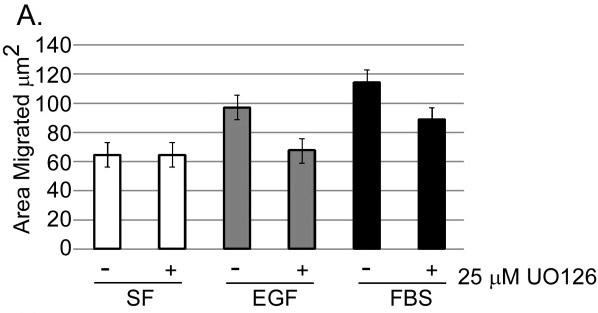 A.
Area Migrated μm2
140
120
100
80
60
40
20
0
- + - + - + 25 μM UO126
SF EGF FBS